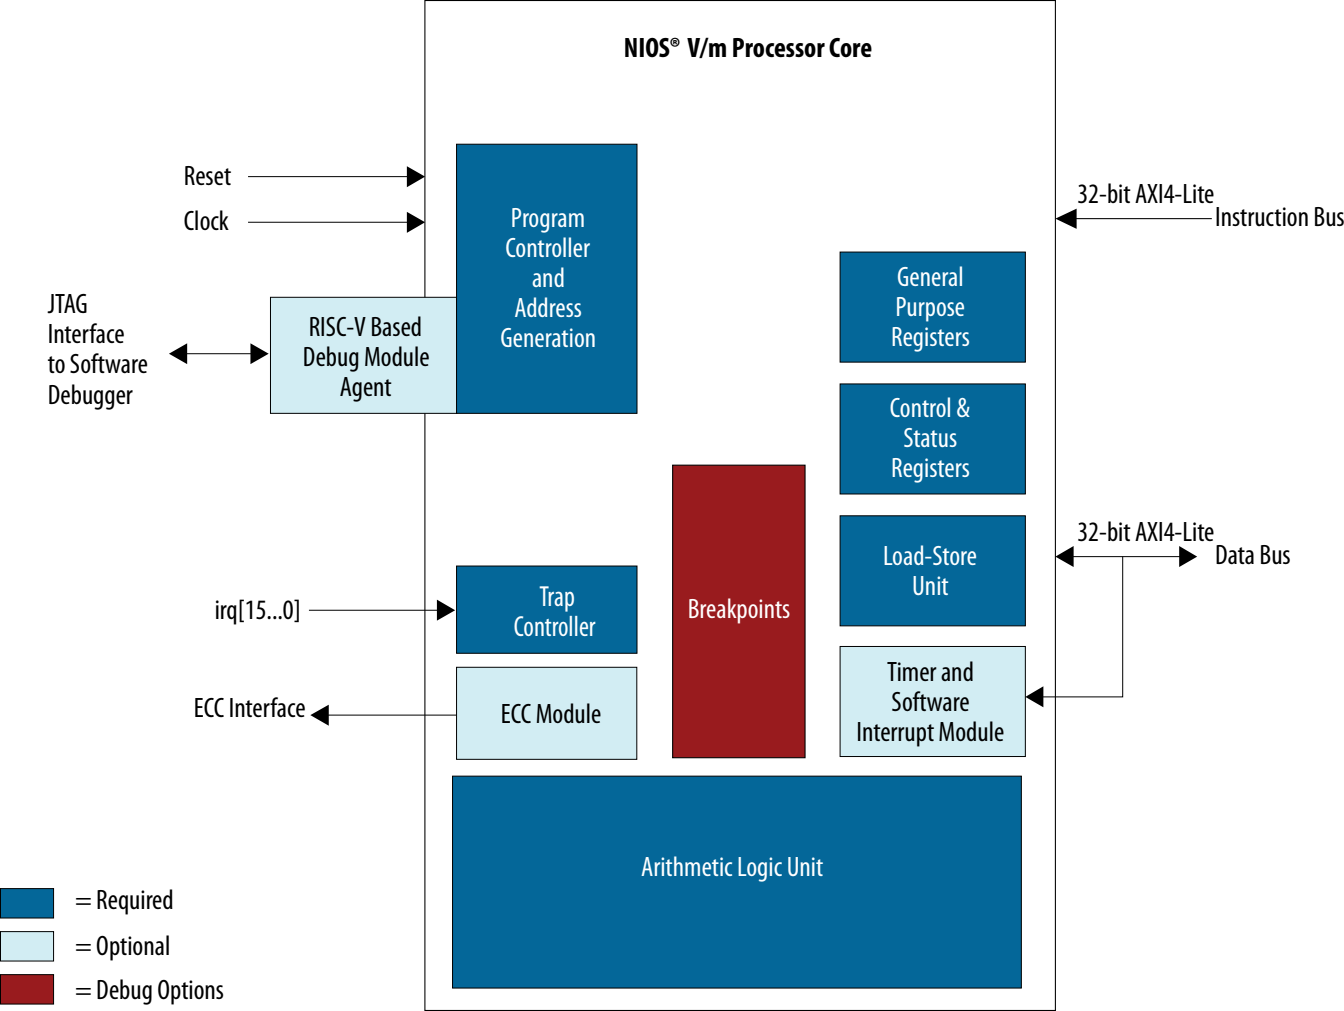 NIOS® V/m Processor Core
Reset
Clock
Program
Controller
and
Address
Generation
32-bit AXI4-Lite
Instruction Bus
General
Purpose
Registers
JTAG
Interface
to Software
Debugger
RISC-V Based
Debug Module
Agent
Control &
Status
Registers
32-bit AXI4-Lite
Data Bus
Load-Store
Unit
irq[15...0]
Trap
Controller
Breakpoints
ECC Interface
ECC Module
Timer and
Software
Interrupt Module
Arithmetic Logic Unit
= Required
= Optional
= Debug Options